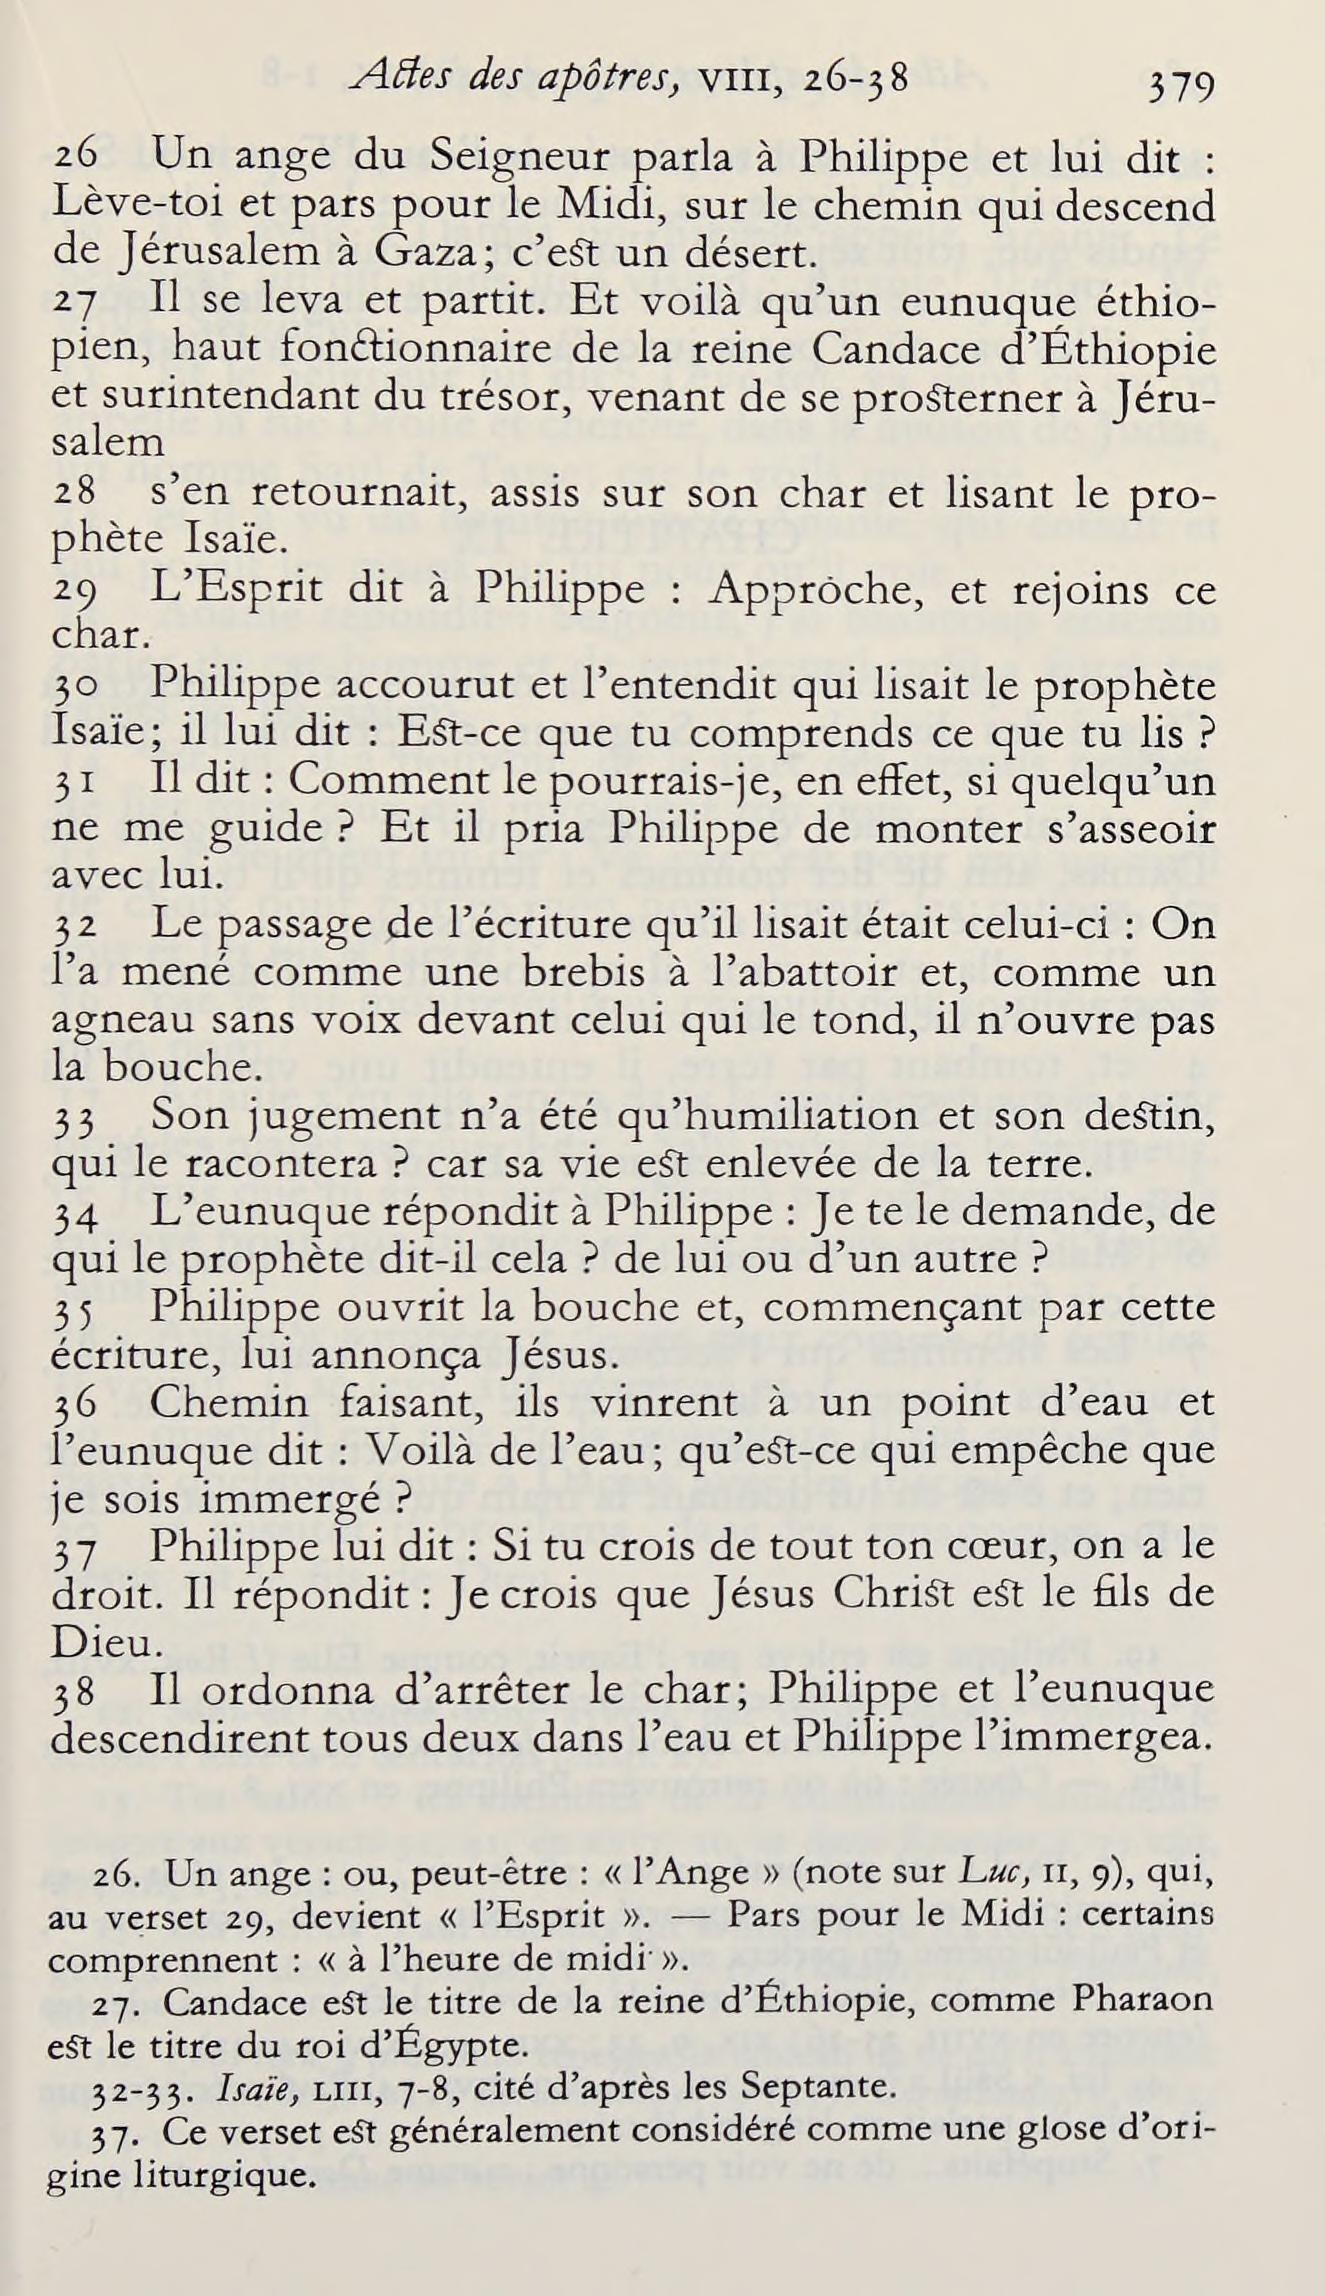 Actes des apôtres, VIII, 26-38
379
26 Un ange du Seigneur parla à Philippe et lui dit :
Lève-toi et pars pour le Midi, sur le chemin qui descend
de Jérusalem à Gaza; c’est un désert.
27 Il se leva et partit. Et voilà qu’un eunuque éthio-
pien, haut fonctionnaire de la reine Candace d’Éthiopie
et surintendant du trésor, venant de se prosterner à Jéru-
salem
28 s’en retournait, assis sur son char et lisant le pro-
phète Isaïe.
29 L’Esprit dit à Philippe : Approche, et rejoins ce
char.
30 Philippe accourut et l’entendit qui lisait le prophète
Isaïe; il lui dit : Est-ce que tu comprends ce que tu lis ?
31 Il dit : Comment le pourrais-je, en effet, si quelqu’un
ne me guide ? Et il pria Philippe de monter s’asseoir
avec lui.
32 Le passage de l’écriture qu’il lisait était celui-ci : On
l’a mené comme une brebis à l’abattoir et, comme un
agneau sans voix devant celui qui le tond, il n’ouvre pas
la bouche.
33 Son jugement n’a été qu’humiliation et son destin,
qui le racontera ? car sa vie est enlevée de la terre.
34 L’eunuque répondit à Philippe : Je te le demande, de
qui le prophète dit-il cela ? de lui ou d’un autre ?
35 Philippe ouvrit la bouche et, commençant par cette
écriture, lui annonça Jésus.
36 Chemin faisant, ils vinrent à un point d’eau et
l’eunuque dit : Voilà de l’eau; qu’est-ce qui empêche que
je sois immergé ?
37 Philippe lui dit : Si tu crois de tout ton cœur, on a le
droit. Il répondit : Je crois que Jésus Christ est le fils de
Dieu.
38 Il ordonna d’arrêter le char; Philippe et l’eunuque
descendirent tous deux dans l’eau et Philippe l’immergea.
26. Un ange : ou, peut-être : « l’Ange » (note sur Luc, II, 9), qui,
au verset 29, devient « l’Esprit ». — Pars pour le Midi : certains
comprennent : « à l’heure de midi ».
27. Candace est le titre de la reine d’Éthiopie, comme Pharaon
est le titre du roi d’Égypte.
32-33. Isaïe, LIII, 7-8, cité d’après les Septante.
37. Ce verset est généralement considéré comme une glose d’ori-
gine liturgique.